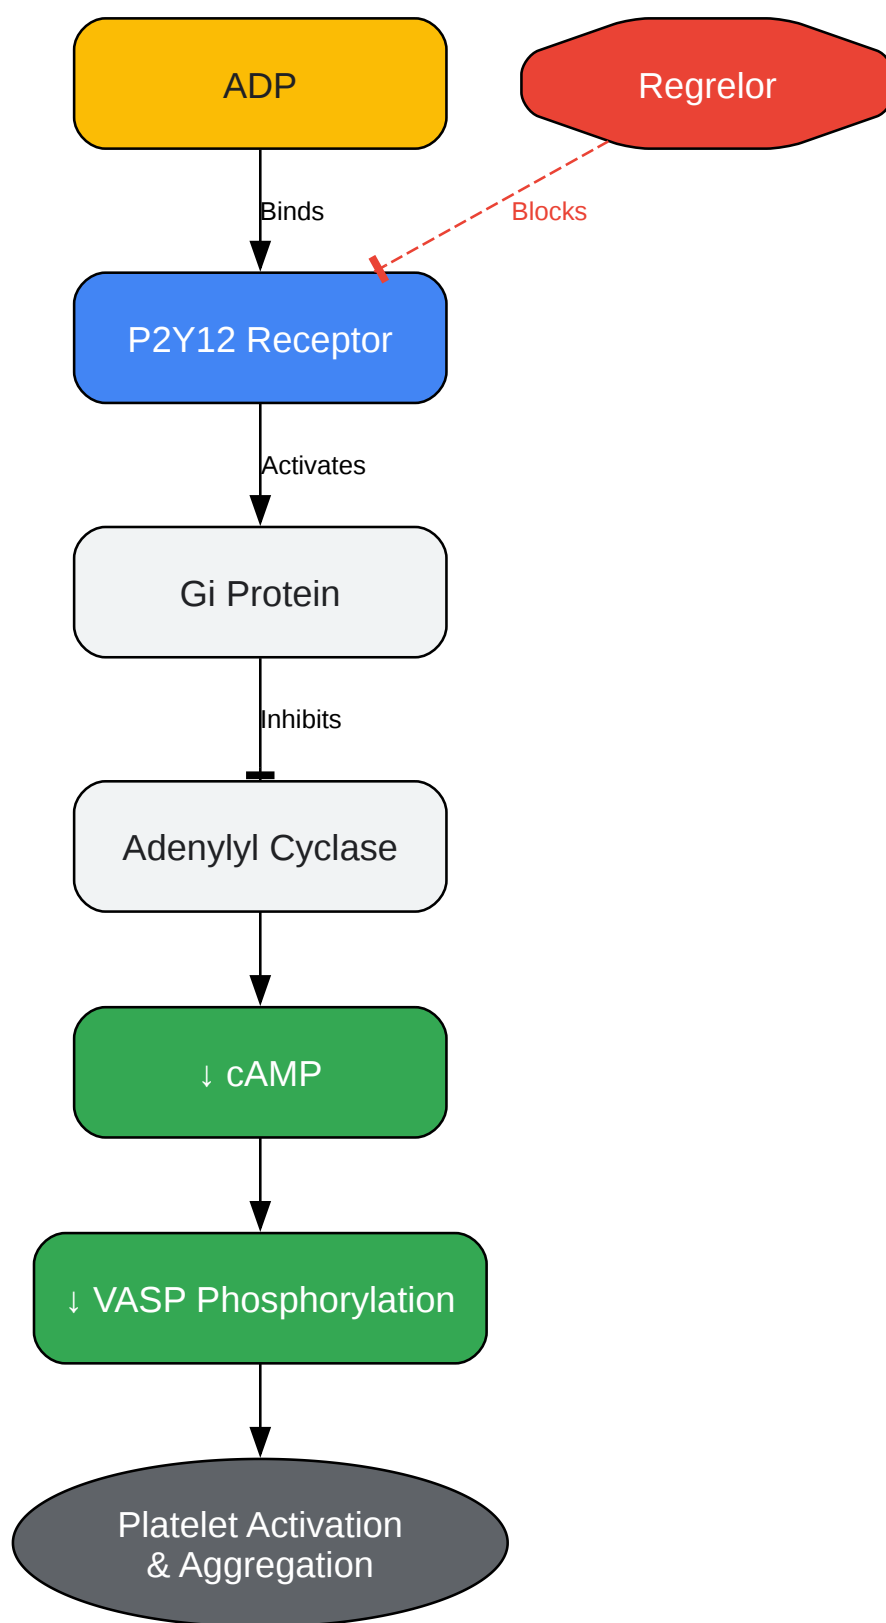 ADP
Regrelor
Binds
Blocks
P2Y12 Receptor
Activates
Gi Protein
Inhibits
Adenylyl Cyclase
↓ cAMP
↓ VASP Phosphorylation
Platelet Activation
& Aggregation